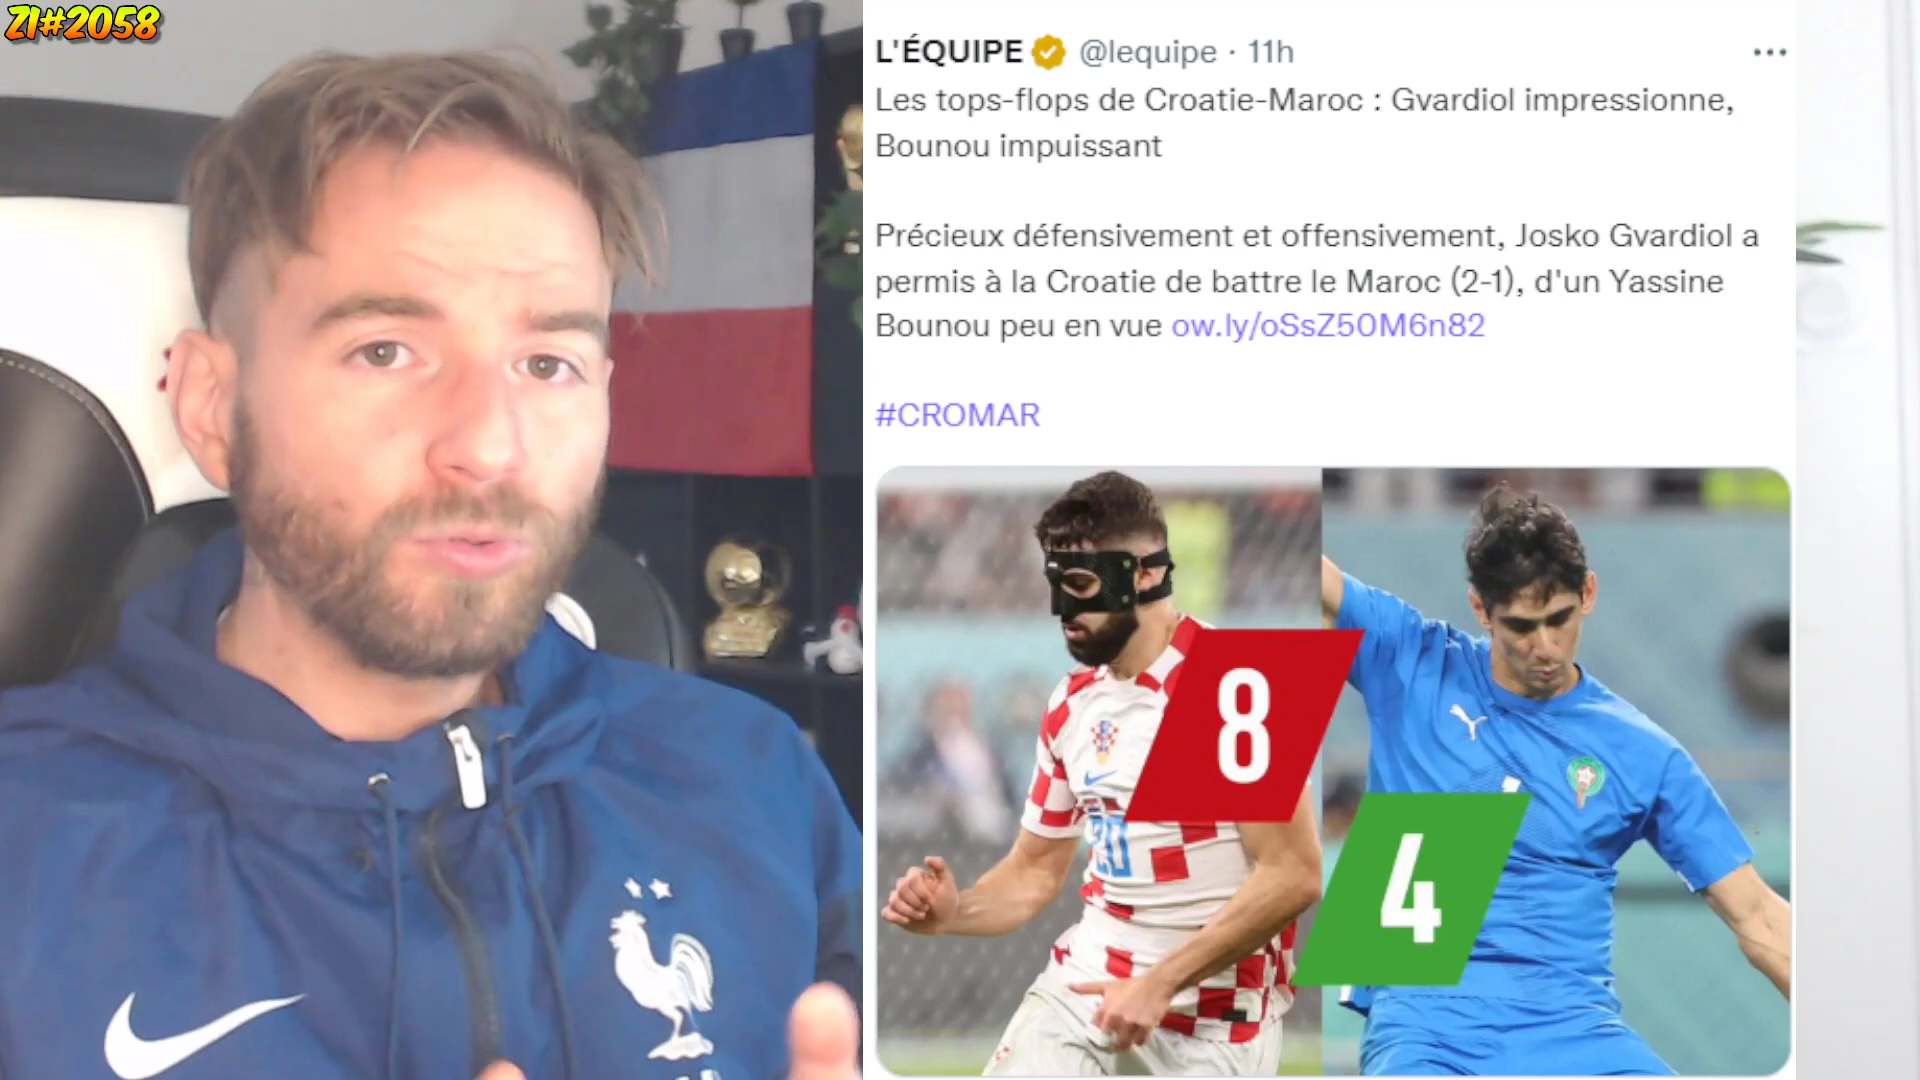 ZI#2058
L'ÉQUIPE @lequipe · 11h
Les tops-flops de Croatie-Maroc : Gvardiol impressionne,
Bounou impuissant
Précieux défensivement et offensivement, Josko Gvardiol a
permis à la Croatie de battre le Maroc (2-1), d'un Yassine
Bounou peu en vue ow.ly/oSsZ50M6n82
#CROMAR
8
20
4